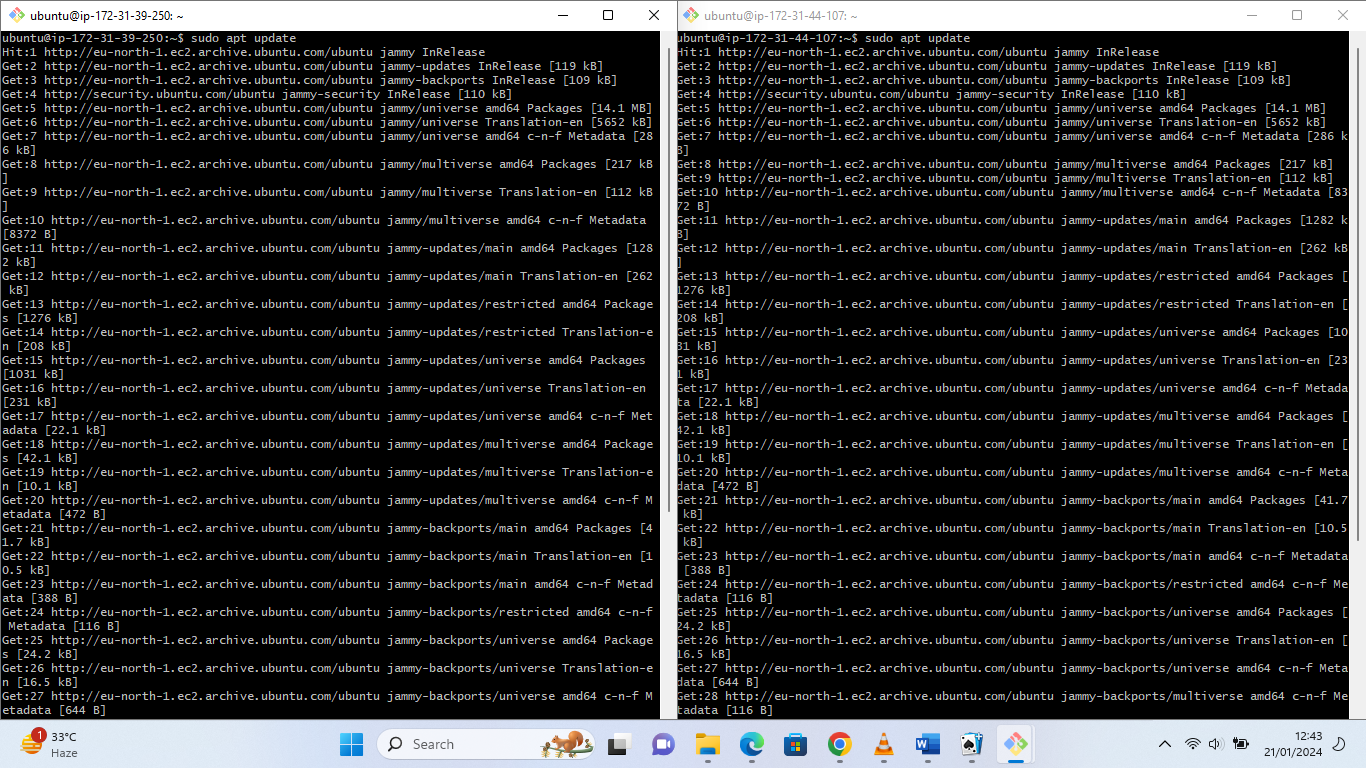 ubuntu@ip-172-31-39-250: ~
ubuntu@ip-172-31-39-250:~$ sudo apt update
Hit:1 http://eu-north-1.ec2.archive.ubuntu.com/ubuntu jammy InRelease
Get:2 http://eu-north-1.ec2.archive.ubuntu.com/ubuntu jammy-updates InRelease [119 kB]
Get:3 http://eu-north-1.ec2.archive.ubuntu.com/ubuntu jammy-backports InRelease [109 kB]
Get:4 http://security.ubuntu.com/ubuntu jammy-security InRelease [110 kB]
Get:5 http://eu-north-1.ec2.archive.ubuntu.com/ubuntu jammy/universe amd64 Packages [14.1 MB]
Get:6 http://eu-north-1.ec2.archive.ubuntu.com/ubuntu jammy/universe Translation-en [5652 kB]
Get:7 http://eu-north-1.ec2.archive.ubuntu.com/ubuntu jammy/universe amd64 c-n-f Metadata [28
6 kB]
Get:8 http://eu-north-1.ec2.archive.ubuntu.com/ubuntu jammy/multiverse amd64 Packages [217 kB
]
Get:9 http://eu-north-1.ec2.archive.ubuntu.com/ubuntu jammy/multiverse Translation-en [112 kB
]
Get:10 http://eu-north-1.ec2.archive.ubuntu.com/ubuntu jammy/multiverse amd64 c-n-f Metadata
[8372 B]
Get:11 http://eu-north-1.ec2.archive.ubuntu.com/ubuntu jammy-updates/main amd64 Packages [128
2 kB]
Get:12 http://eu-north-1.ec2.archive.ubuntu.com/ubuntu jammy-updates/main Translation-en [262
kB]
Get:13 http://eu-north-1.ec2.archive.ubuntu.com/ubuntu jammy-updates/restricted amd64 Package
s [1276 kB]
Get:14 http://eu-north-1.ec2.archive.ubuntu.com/ubuntu jammy-updates/restricted Translation-e
n [208 kB]
Get:15 http://eu-north-1.ec2.archive.ubuntu.com/ubuntu jammy-updates/universe amd64 Packages
[1031 kB]
Get:16 http://eu-north-1.ec2.archive.ubuntu.com/ubuntu jammy-updates/universe Translation-en
[231 kB]
Get:17 http://eu-north-1.ec2.archive.ubuntu.com/ubuntu jammy-updates/universe amd64 c-n-f Met
adata [22.1 kB]
Get:18 http://eu-north-1.ec2.archive.ubuntu.com/ubuntu jammy-updates/multiverse amd64 Package
s [42.1 kB]
Get:19 http://eu-north-1.ec2.archive.ubuntu.com/ubuntu jammy-updates/multiverse Translation-e
n [10.1 kB]
Get:20 http://eu-north-1.ec2.archive.ubuntu.com/ubuntu jammy-updates/multiverse amd64 c-n-f M
etadata [472 B]
Get:21 http://eu-north-1.ec2.archive.ubuntu.com/ubuntu jammy-backports/main amd64 Packages [4
1.7 kB]
Get:22 http://eu-north-1.ec2.archive.ubuntu.com/ubuntu jammy-backports/main Translation-en [1
0.5 kB]
Get:23 http://eu-north-1.ec2.archive.ubuntu.com/ubuntu jammy-backports/main amd64 c-n-f Metad
ata [388 B]
Get:24 http://eu-north-1.ec2.archive.ubuntu.com/ubuntu jammy-backports/restricted amd64 c-n-f
Metadata [116 B]
Get:25 http://eu-north-1.ec2.archive.ubuntu.com/ubuntu jammy-backports/universe amd64 Package
s [24.2 kB]
Get:26 http://eu-north-1.ec2.archive.ubuntu.com/ubuntu jammy-backports/universe Translation-e
n [16.5 kB]
Get:27 http://eu-north-1.ec2.archive.ubuntu.com/ubuntu jammy-backports/universe amd64 c-n-f M
etadata [644 B]
ubuntu@ip-172-31-44-107: ~
ubuntu@ip-172-31-44-107:~$ sudo apt update
Hit:1 http://eu-north-1.ec2.archive.ubuntu.com/ubuntu jammy InRelease
Get:2 http://eu-north-1.ec2.archive.ubuntu.com/ubuntu jammy-updates InRelease [119 kB]
Get:3 http://eu-north-1.ec2.archive.ubuntu.com/ubuntu jammy-backports InRelease [109 kB]
Get:4 http://security.ubuntu.com/ubuntu jammy-security InRelease [110 kB]
Get:5 http://eu-north-1.ec2.archive.ubuntu.com/ubuntu jammy/universe amd64 Packages [14.1 MB]
Get:6 http://eu-north-1.ec2.archive.ubuntu.com/ubuntu jammy/universe Translation-en [5652 kB]
Get:7 http://eu-north-1.ec2.archive.ubuntu.com/ubuntu jammy/universe amd64 c-n-f Metadata [286 k
B]
Get:8 http://eu-north-1.ec2.archive.ubuntu.com/ubuntu jammy/multiverse amd64 Packages [217 kB]
Get:9 http://eu-north-1.ec2.archive.ubuntu.com/ubuntu jammy/multiverse Translation-en [112 kB]
Get:10 http://eu-north-1.ec2.archive.ubuntu.com/ubuntu jammy/multiverse amd64 c-n-f Metadata [83
72 B]
Get:11 http://eu-north-1.ec2.archive.ubuntu.com/ubuntu jammy-updates/main amd64 Packages [1282 k
B]
Get:12 http://eu-north-1.ec2.archive.ubuntu.com/ubuntu jammy-updates/main Translation-en [262 kB
]
Get:13 http://eu-north-1.ec2.archive.ubuntu.com/ubuntu jammy-updates/restricted amd64 Packages [
1276 kB]
Get:14 http://eu-north-1.ec2.archive.ubuntu.com/ubuntu jammy-updates/restricted Translation-en [
208 kB]
Get:15 http://eu-north-1.ec2.archive.ubuntu.com/ubuntu jammy-updates/universe amd64 Packages [10
31 kB]
Get:16 http://eu-north-1.ec2.archive.ubuntu.com/ubuntu jammy-updates/universe Translation-en [23
1 kB]
Get:17 http://eu-north-1.ec2.archive.ubuntu.com/ubuntu jammy-updates/universe amd64 c-n-f Metada
ta [22.1 kB]
Get:18 http://eu-north-1.ec2.archive.ubuntu.com/ubuntu jammy-updates/multiverse amd64 Packages [
42.1 kB]
Get:19 http://eu-north-1.ec2.archive.ubuntu.com/ubuntu jammy-updates/multiverse Translation-en [
10.1 kB]
Get:20 http://eu-north-1.ec2.archive.ubuntu.com/ubuntu jammy-updates/multiverse amd64 c-n-f Meta
data [472 B]
Get:21 http://eu-north-1.ec2.archive.ubuntu.com/ubuntu jammy-backports/main amd64 Packages [41.7
kB]
Get:22 http://eu-north-1.ec2.archive.ubuntu.com/ubuntu jammy-backports/main Translation-en [10.5
kB]
Get:23 http://eu-north-1.ec2.archive.ubuntu.com/ubuntu jammy-backports/main amd64 c-n-f Metadata
[388 B]
Get:24 http://eu-north-1.ec2.archive.ubuntu.com/ubuntu jammy-backports/restricted amd64 c-n-f Me
tadata [116 B]
Get:25 http://eu-north-1.ec2.archive.ubuntu.com/ubuntu jammy-backports/universe amd64 Packages [
24.2 kB]
Get:26 http://eu-north-1.ec2.archive.ubuntu.com/ubuntu jammy-backports/universe Translation-en [
16.5 kB]
Get:27 http://eu-north-1.ec2.archive.ubuntu.com/ubuntu jammy-backports/universe amd64 c-n-f Meta
data [644 B]
Get:28 http://eu-north-1.ec2.archive.ubuntu.com/ubuntu jammy-backports/multiverse amd64 c-n-f Me
tadata [116 B]
1
33°C
Haze
Search
12:43
21/01/2024